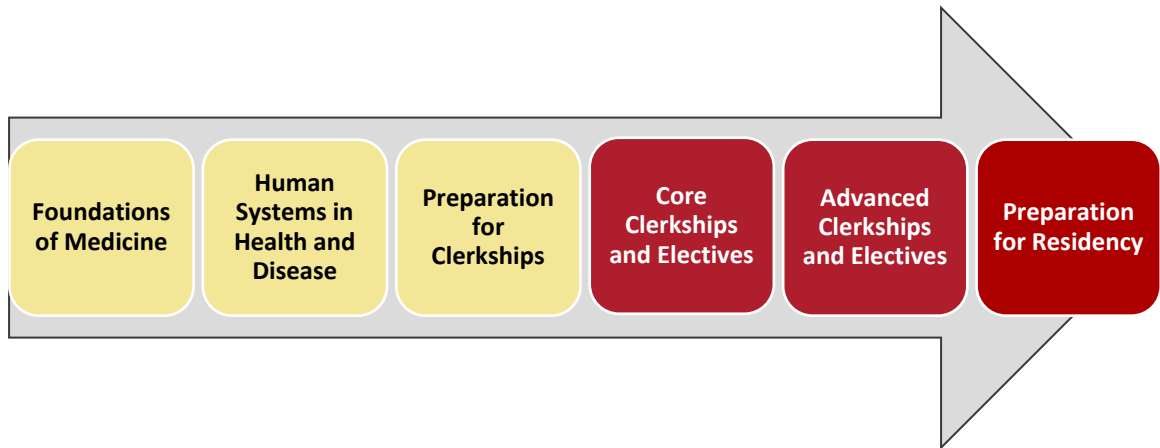 Foundations
of Medicine
Human
Systems in
Health and
Disease
Preparation
for
Clerkships
Core
Clerkships
and Electives
Advanced
Clerkships
and Electives
Preparation
for Residency